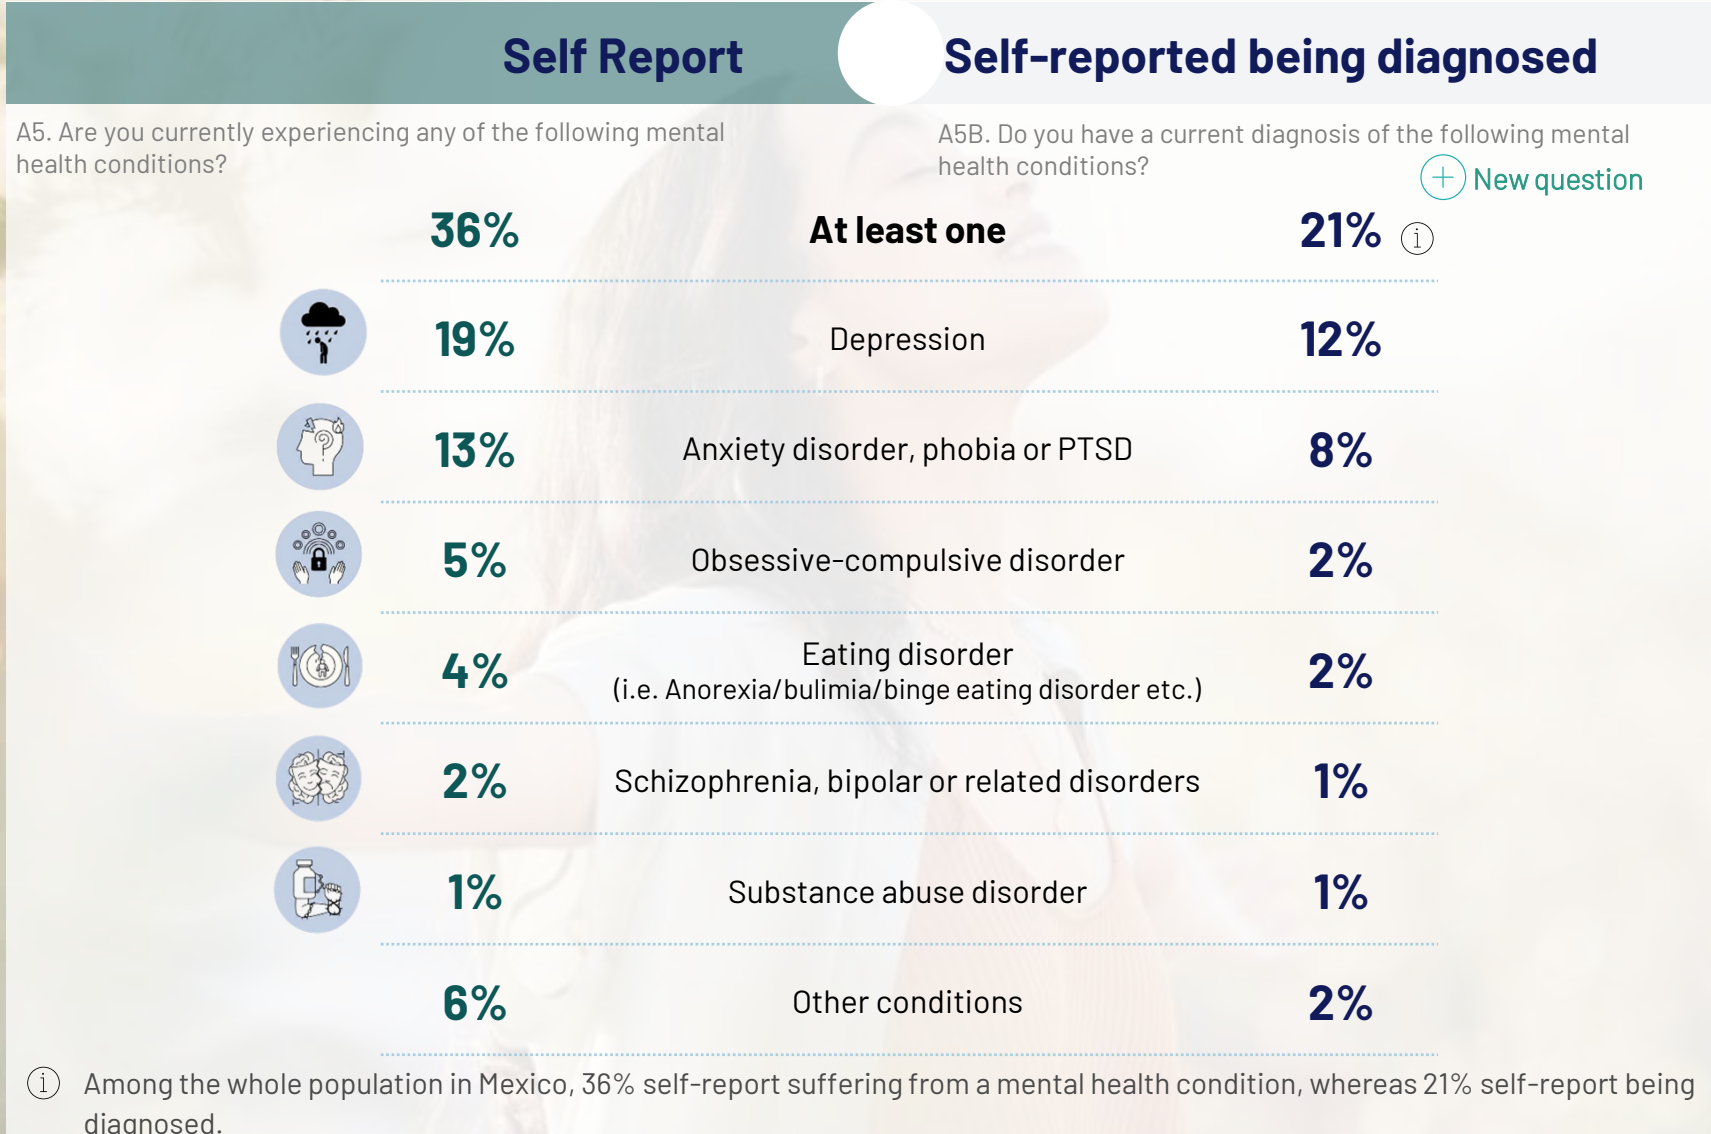 Self Report
Self-reported being diagnosed
A5. Are you currently experiencing any of the following mental
health conditions?
A5B. Do you have a current diagnosis of the following mental
health conditions?
New question
36% At least one 21%
19% Depression 12%
13% Anxiety disorder, phobia or PTSD 8%
5% Obsessive-compulsive disorder 2%
4% Eating disorder 2%
(i.e. Anorexia/bulimia/binge eating disorder etc.)
2% Schizophrenia, bipolar or related disorders 1%
1% Substance abuse disorder 1%
6% Other conditions 2%
Among the whole population in Mexico, 36% self-report suffering from a mental health condition, whereas 21% self-report being
diagnosed.